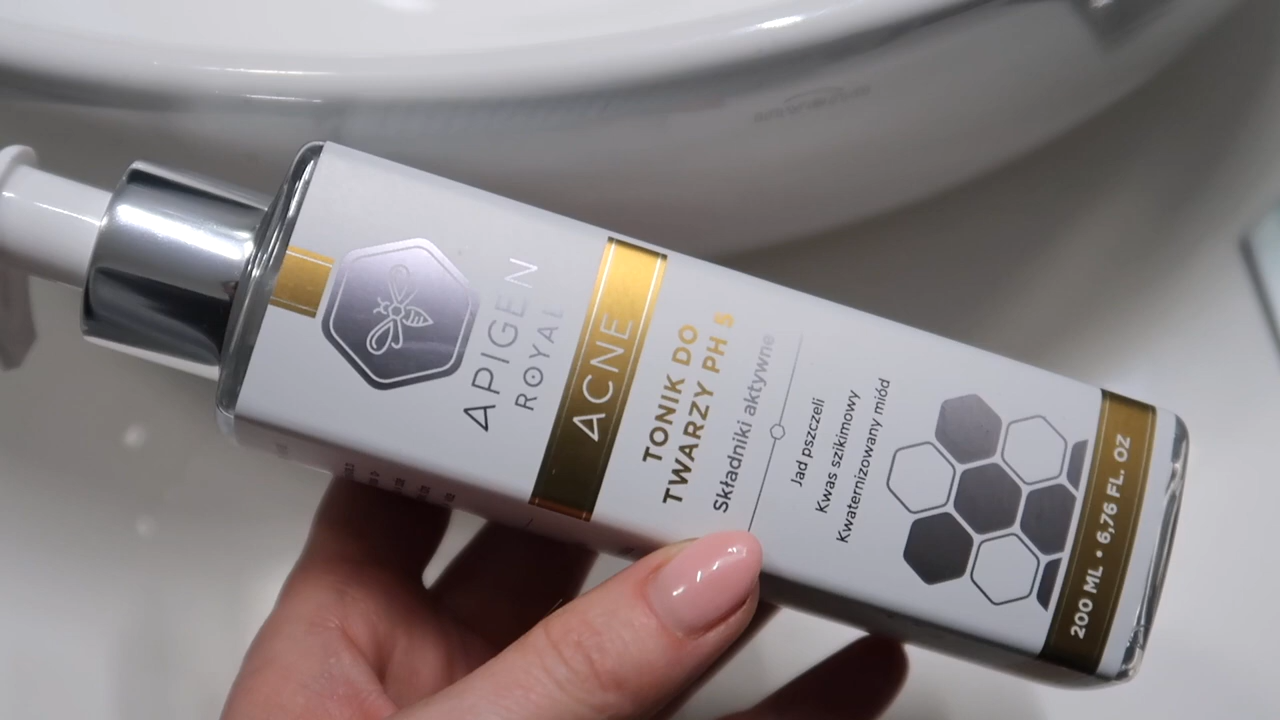 APIGEN
ROYAL
ACNE
TONIK DO
TWARZY PH 5
Składniki aktywne
Jad pszczeli
Kwas szikimowy
Kwaternizowany miód
200 ML • 6,76 FL. OZ